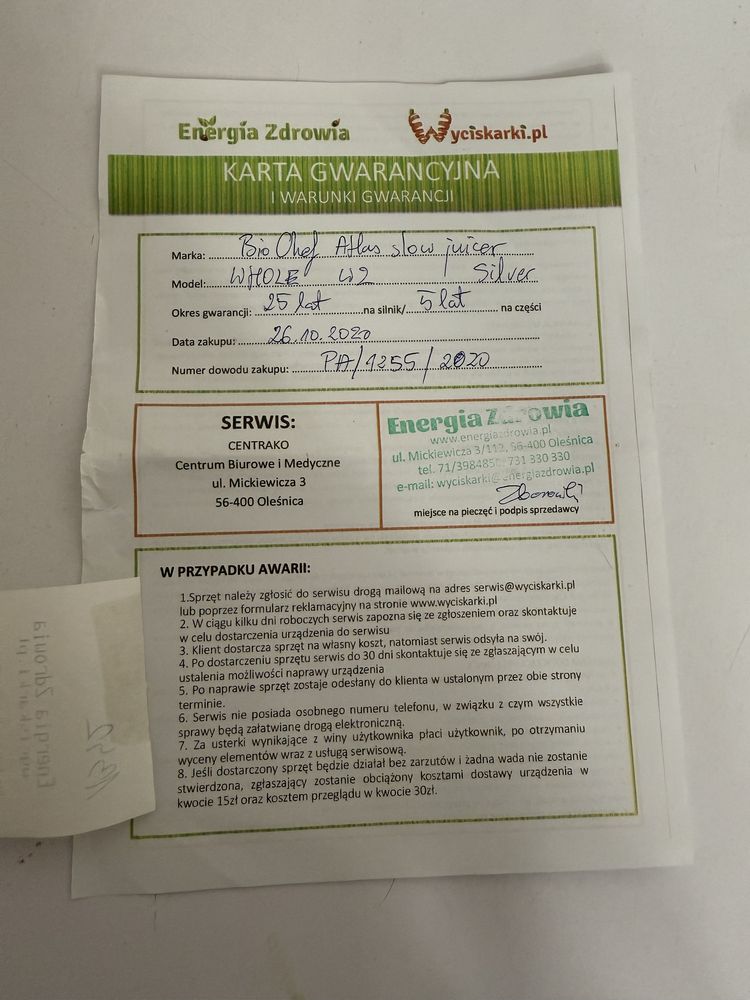 Energia Zdrowia
Wyciskarki.pl
KARTA GWARANCYJNA
I WARUNKI GWARANCJI
Marka: Bio Chef Atlas slow juicer
Model: WHOLE W2 / Silver
Okres gwarancji: 25 lat na silnik/ 5 lat na części
Data zakupu: 26.10.2020
Numer dowodu zakupu: PA/1255/2020
SERWIS:
CENTRAKO
Centrum Biurowe i Medyczne
ul. Mickiewicza 3
56-400 Oleśnica
Energia Zdrowia
www.energiazdrowia.pl
ul. Mickiewicza 3/112, 56-400 Oleśnica
tel. 731 330 330
e-mail: wyciskarki@energiazdrowia.pl
miejsce na pieczęć i podpis sprzedawcy
W PRZYPADKU AWARII:
1.Sprzęt należy zgłosić do serwisu drogą mailową na adres serwis@wyciskarki.pl
lub poprzez formularz reklamacyjny na stronie www.wyciskarki.pl
2. W ciągu kilku dni roboczych serwis zapozna się ze zgłoszeniem oraz skontaktuje
w celu dostarczenia urządzenia do serwisu
3. Klient dostarcza sprzęt na własny koszt, natomiast serwis odsyła na swój.
4. Po dostarczeniu sprzętu serwis do 30 dni skontaktuje się ze zgłaszającym w celu
ustalenia możliwości naprawy urządzenia
5. Po naprawie sprzęt zostaje odesłany do klienta w ustalonym przez obie strony
terminie.
6. Serwis nie posiada osobnego numeru telefonu, w związku z czym wszystkie
sprawy będą załatwianę drogą elektroniczną.
7. Za usterki wynikające z winy użytkownika płaci użytkownik, po otrzymaniu
wyceny elementów wraz z usługą serwisową.
8. Jeśli dostarczony sprzęt będzie działał bez zarzutów i żadna wada nie zostanie
stwierdzona, zgłaszający zostanie obciążony kosztami dostawy urządzenia w
kwocie 15zł oraz kosztem przeglądu w kwocie 30zł.